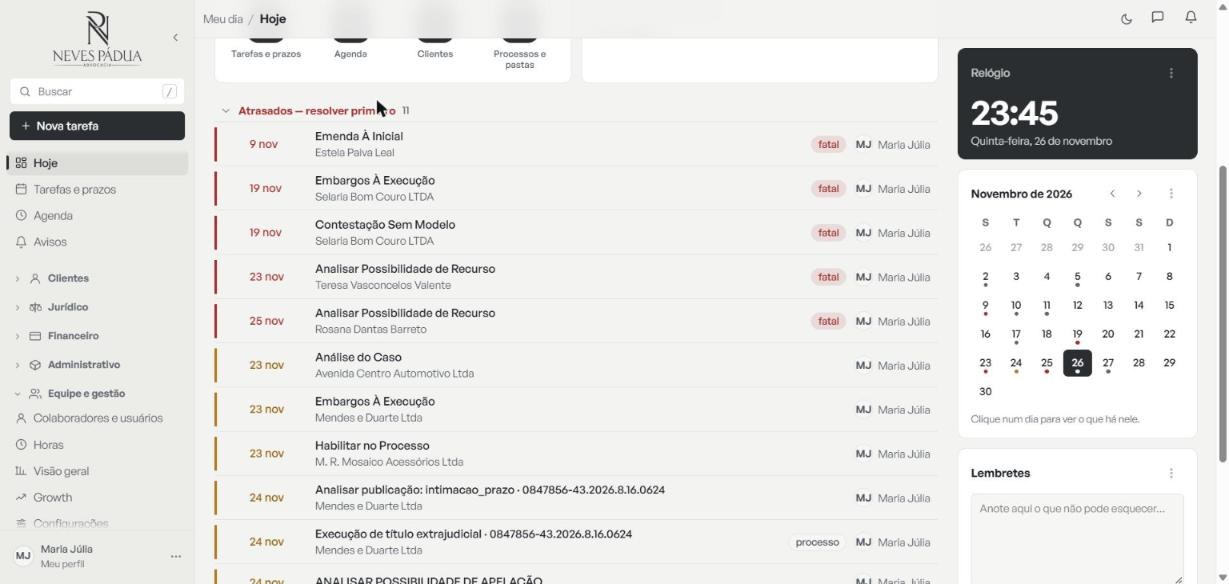 NEVES PÁDUA
ADVOCACIA
Buscar
/
+ Nova tarefa
Hoje
Tarefas e prazos
Agenda
Avisos
Clientes
Jurídico
Financeiro
Administrativo
Equipe e gestão
Colaboradores e usuários
Horas
Visão geral
Growth
Configurações
MJ
Maria Júlia
Meu perfil
Meu dia / Hoje
Tarefas e prazos
Agenda
Clientes
Processos e
pastas
Atrasados – resolver primeiro 11
9 nov
Emenda À Inicial
Estela Paiva Leal
fatal MJ Maria Júlia
19 nov
Embargos À Execução
Selaria Bom Couro LTDA
fatal MJ Maria Júlia
19 nov
Contestação Sem Modelo
Selaria Bom Couro LTDA
fatal MJ Maria Júlia
23 nov
Analisar Possibilidade de Recurso
Teresa Vasconcelos Valente
fatal MJ Maria Júlia
25 nov
Analisar Possibilidade de Recurso
Rosana Dantas Barreto
fatal MJ Maria Júlia
23 nov
Análise do Caso
Avenida Centro Automotivo Ltda
MJ Maria Júlia
23 nov
Embargos À Execução
Mendes e Duarte Ltda
MJ Maria Júlia
23 nov
Habilitar no Processo
M. R. Mosaico Acessórios Ltda
MJ Maria Júlia
24 nov
Analisar publicação: intimacao_prazo · 0847856-43.2026.8.16.0624
Mendes e Duarte Ltda
MJ Maria Júlia
24 nov
Execução de título extrajudicial · 0847856-43.2026.8.16.0624
Mendes e Duarte Ltda
processo MJ Maria Júlia
24 nov
ANALISAR POSSIBILIDADE DE APELAÇÃO
MJ Maria Júlia
Relógio
23:45
Quinta-feira, 26 de novembro
Novembro de 2026
S T Q Q S S D
26 27 28 29 30 31 1
2 3 4 5 6 7 8
9 10 11 12 13 14 15
16 17 18 19 20 21 22
23 24 25 26 27 28 29
30
Clique num dia para ver o que há nele.
Lembretes
Anote aqui o que não pode esquecer...